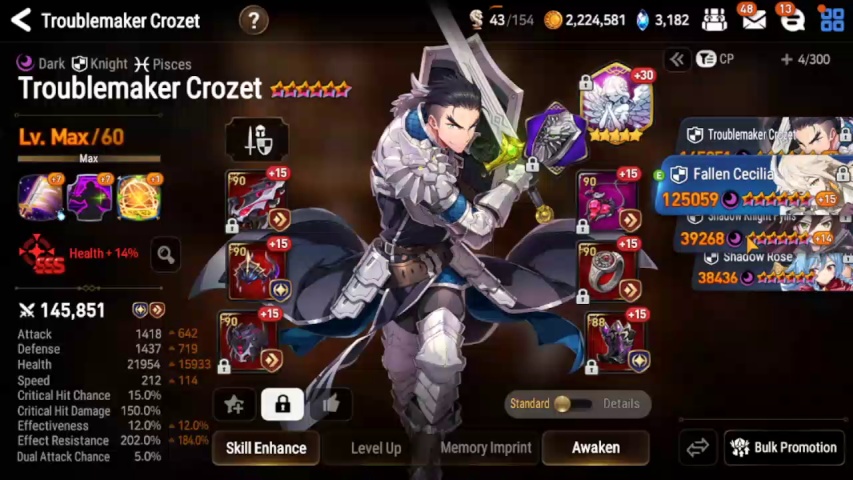 Troublemaker Crozet
?
43/154
2,224,581
3,182
48
13
Dark Knight Pisces
Troublemaker Crozet
CP
4/300
Lv. Max/60
Max
+7
+7
+3
SSS
Health + 14%
145,851
Attack 1418 642
Defense 1437 719
Health 21954 15933
Speed 212 114
Critical Hit Chance 15.0%
Critical Hit Damage 150.0%
Effectiveness 12.0% 12.0%
Effect Resistance 202.0% 184.0%
Dual Attack Chance 5.0%
90 +15
90 +15
90 +15
+30
90 +15
90 +15
88 +15
Standard Details
Skill Enhance
Level Up
Memory Imprint
Awaken
Troublemaker Crozet
E
Fallen Cecilia
125059
+15
39268
+14
Shadow Rose
38436
Bulk Promotion